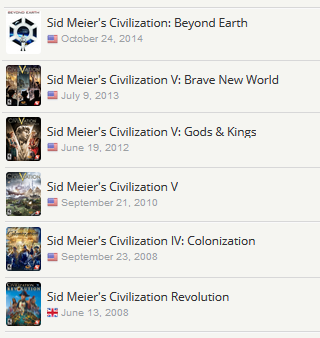 BEYOND EARTH
Sid Meier's Civilization: Beyond Earth
October 24, 2014
Sid Meier's Civilization V: Brave New World
July 9, 2013
Sid Meier's Civilization V: Gods & Kings
June 19, 2012
Sid Meier's Civilization V
September 21, 2010
Sid Meier's Civilization IV: Colonization
September 23, 2008
Sid Meier's Civilization Revolution
June 13, 2008